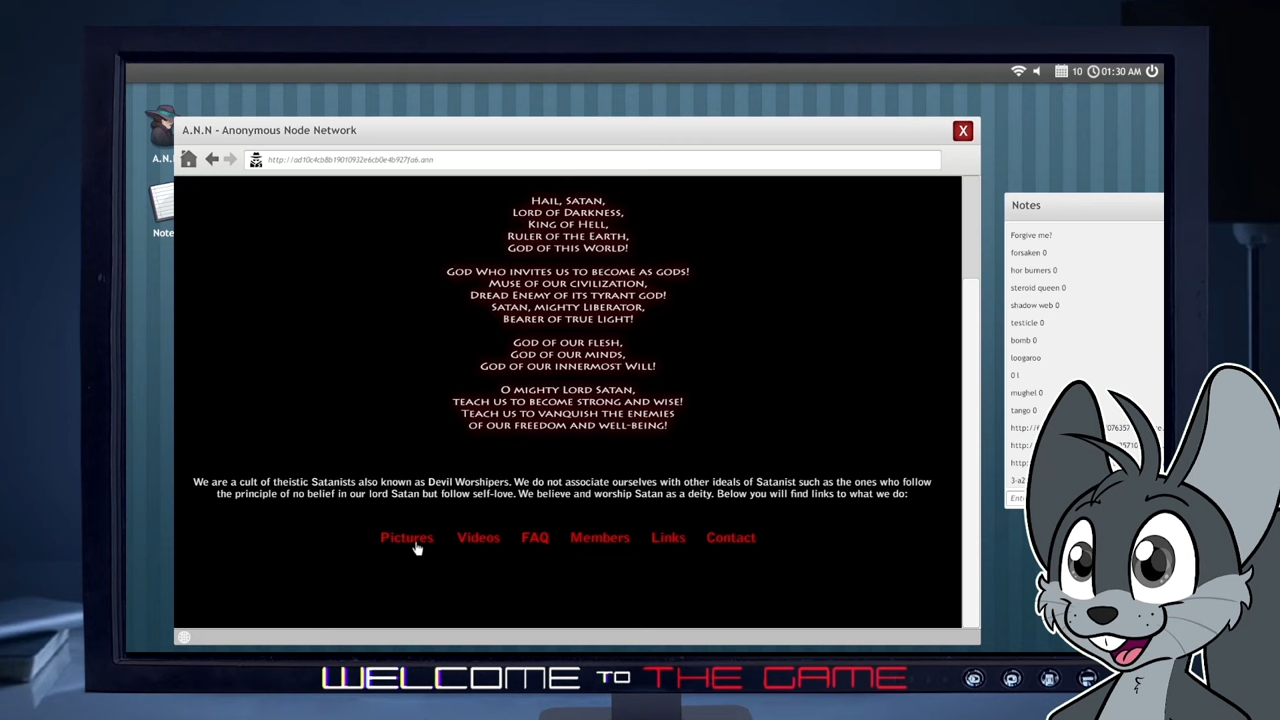 10 01:30 AM
A.N.N - Anonymous Node Network
X
http://ad10c4cb8b19010932e6cb0e4b927fa6.ann
A.N.
Note
Hail, Satan,
Lord of Darkness,
King of Hell,
Ruler of the Earth,
God of this World!
God Who invites us to become as gods!
Muse of our civilization,
Dread Enemy of its tyrant god!
Satan, mighty Liberator,
Bearer of true Light!
God of our flesh,
God of our minds,
God of our innermost Will!
O mighty Lord Satan,
teach us to become strong and wise!
Teach us to vanquish the enemies
of our freedom and well-being!
We are a cult of theistic Satanists also known as Devil Worshipers. We do not associate ourselves with other ideals of Satanist such as the ones who follow
the principle of no belief in our lord Satan but follow self-love. We believe and worship Satan as a deity. Below you will find links to what we do:
Pictures Videos FAQ Members Links Contact
Notes
Forgive me?
forsaken 0
hor burners 0
steroid queen 0
shadow web 0
testicle 0
bomb 0
loogaroo
0 l
mughel 0
tango 0
http://
http:
http:
3-a2
WELCOME TO THE GAME